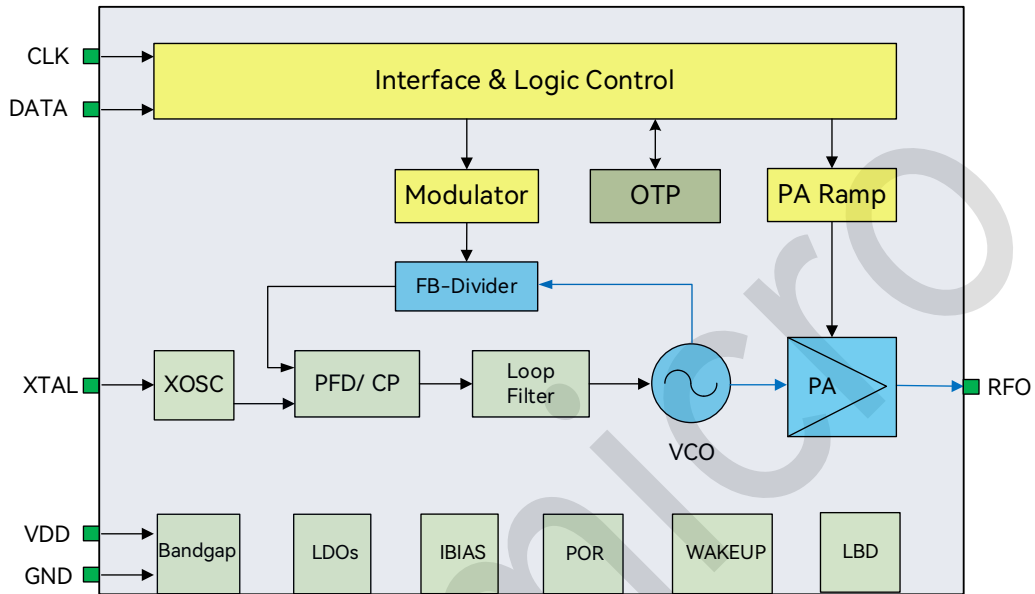 CLK
DATA
Interface & Logic Control
Modulator
OTP
PA Ramp
FB-Divider
XTAL
XOSC
PFD/ CP
Loop
Filter
VCO
PA
RFO
VDD
GND
Bandgap
LDOs
IBIAS
POR
WAKEUP
LBD
micro